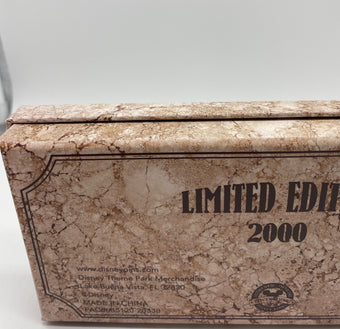 LIMITED EDIT
2000
www.disneypins.com
Disney Theme Park Merchandise
Lake Buena Vista, FL 32830
©Disney
MADE IN CHINA